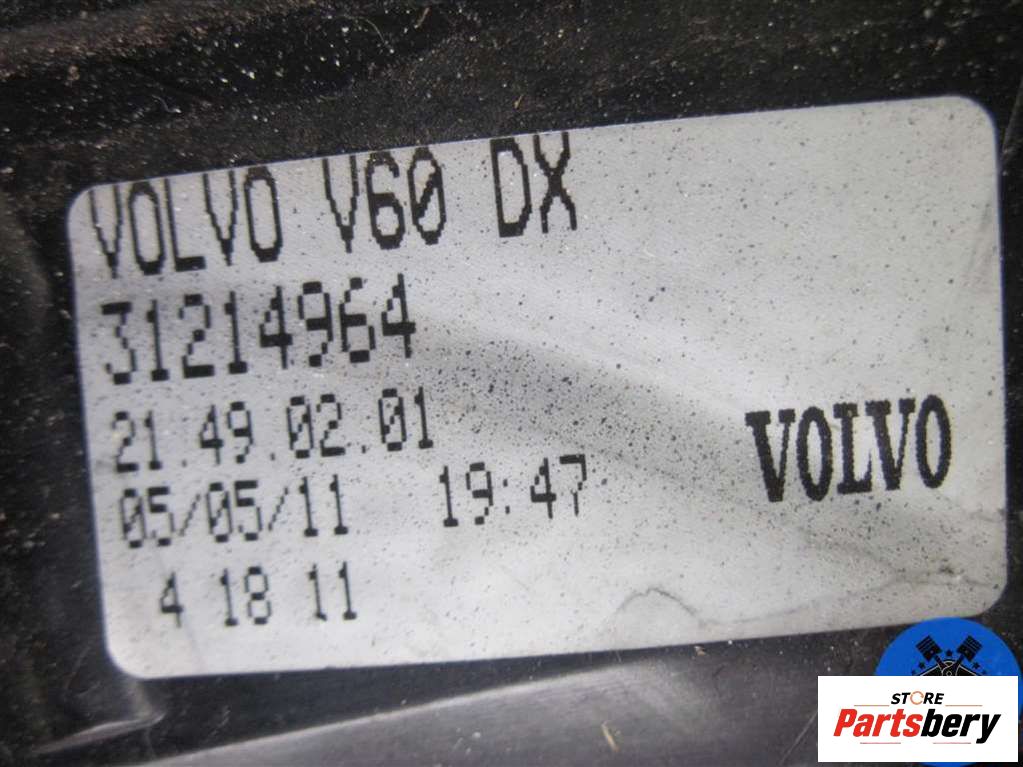 VOLVO V60 DX
31214964
21.49.02.01
05/05/11 19:47
4 18 11
VOLVO
STORE
Partsbery